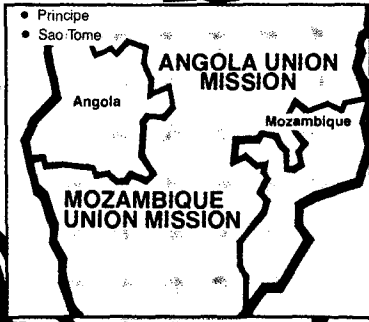 Principe
Sao Tome
ANGOLA UNION
MISSION
Angola
Mozambique
MOZAMBIQUE
UNION MISSION